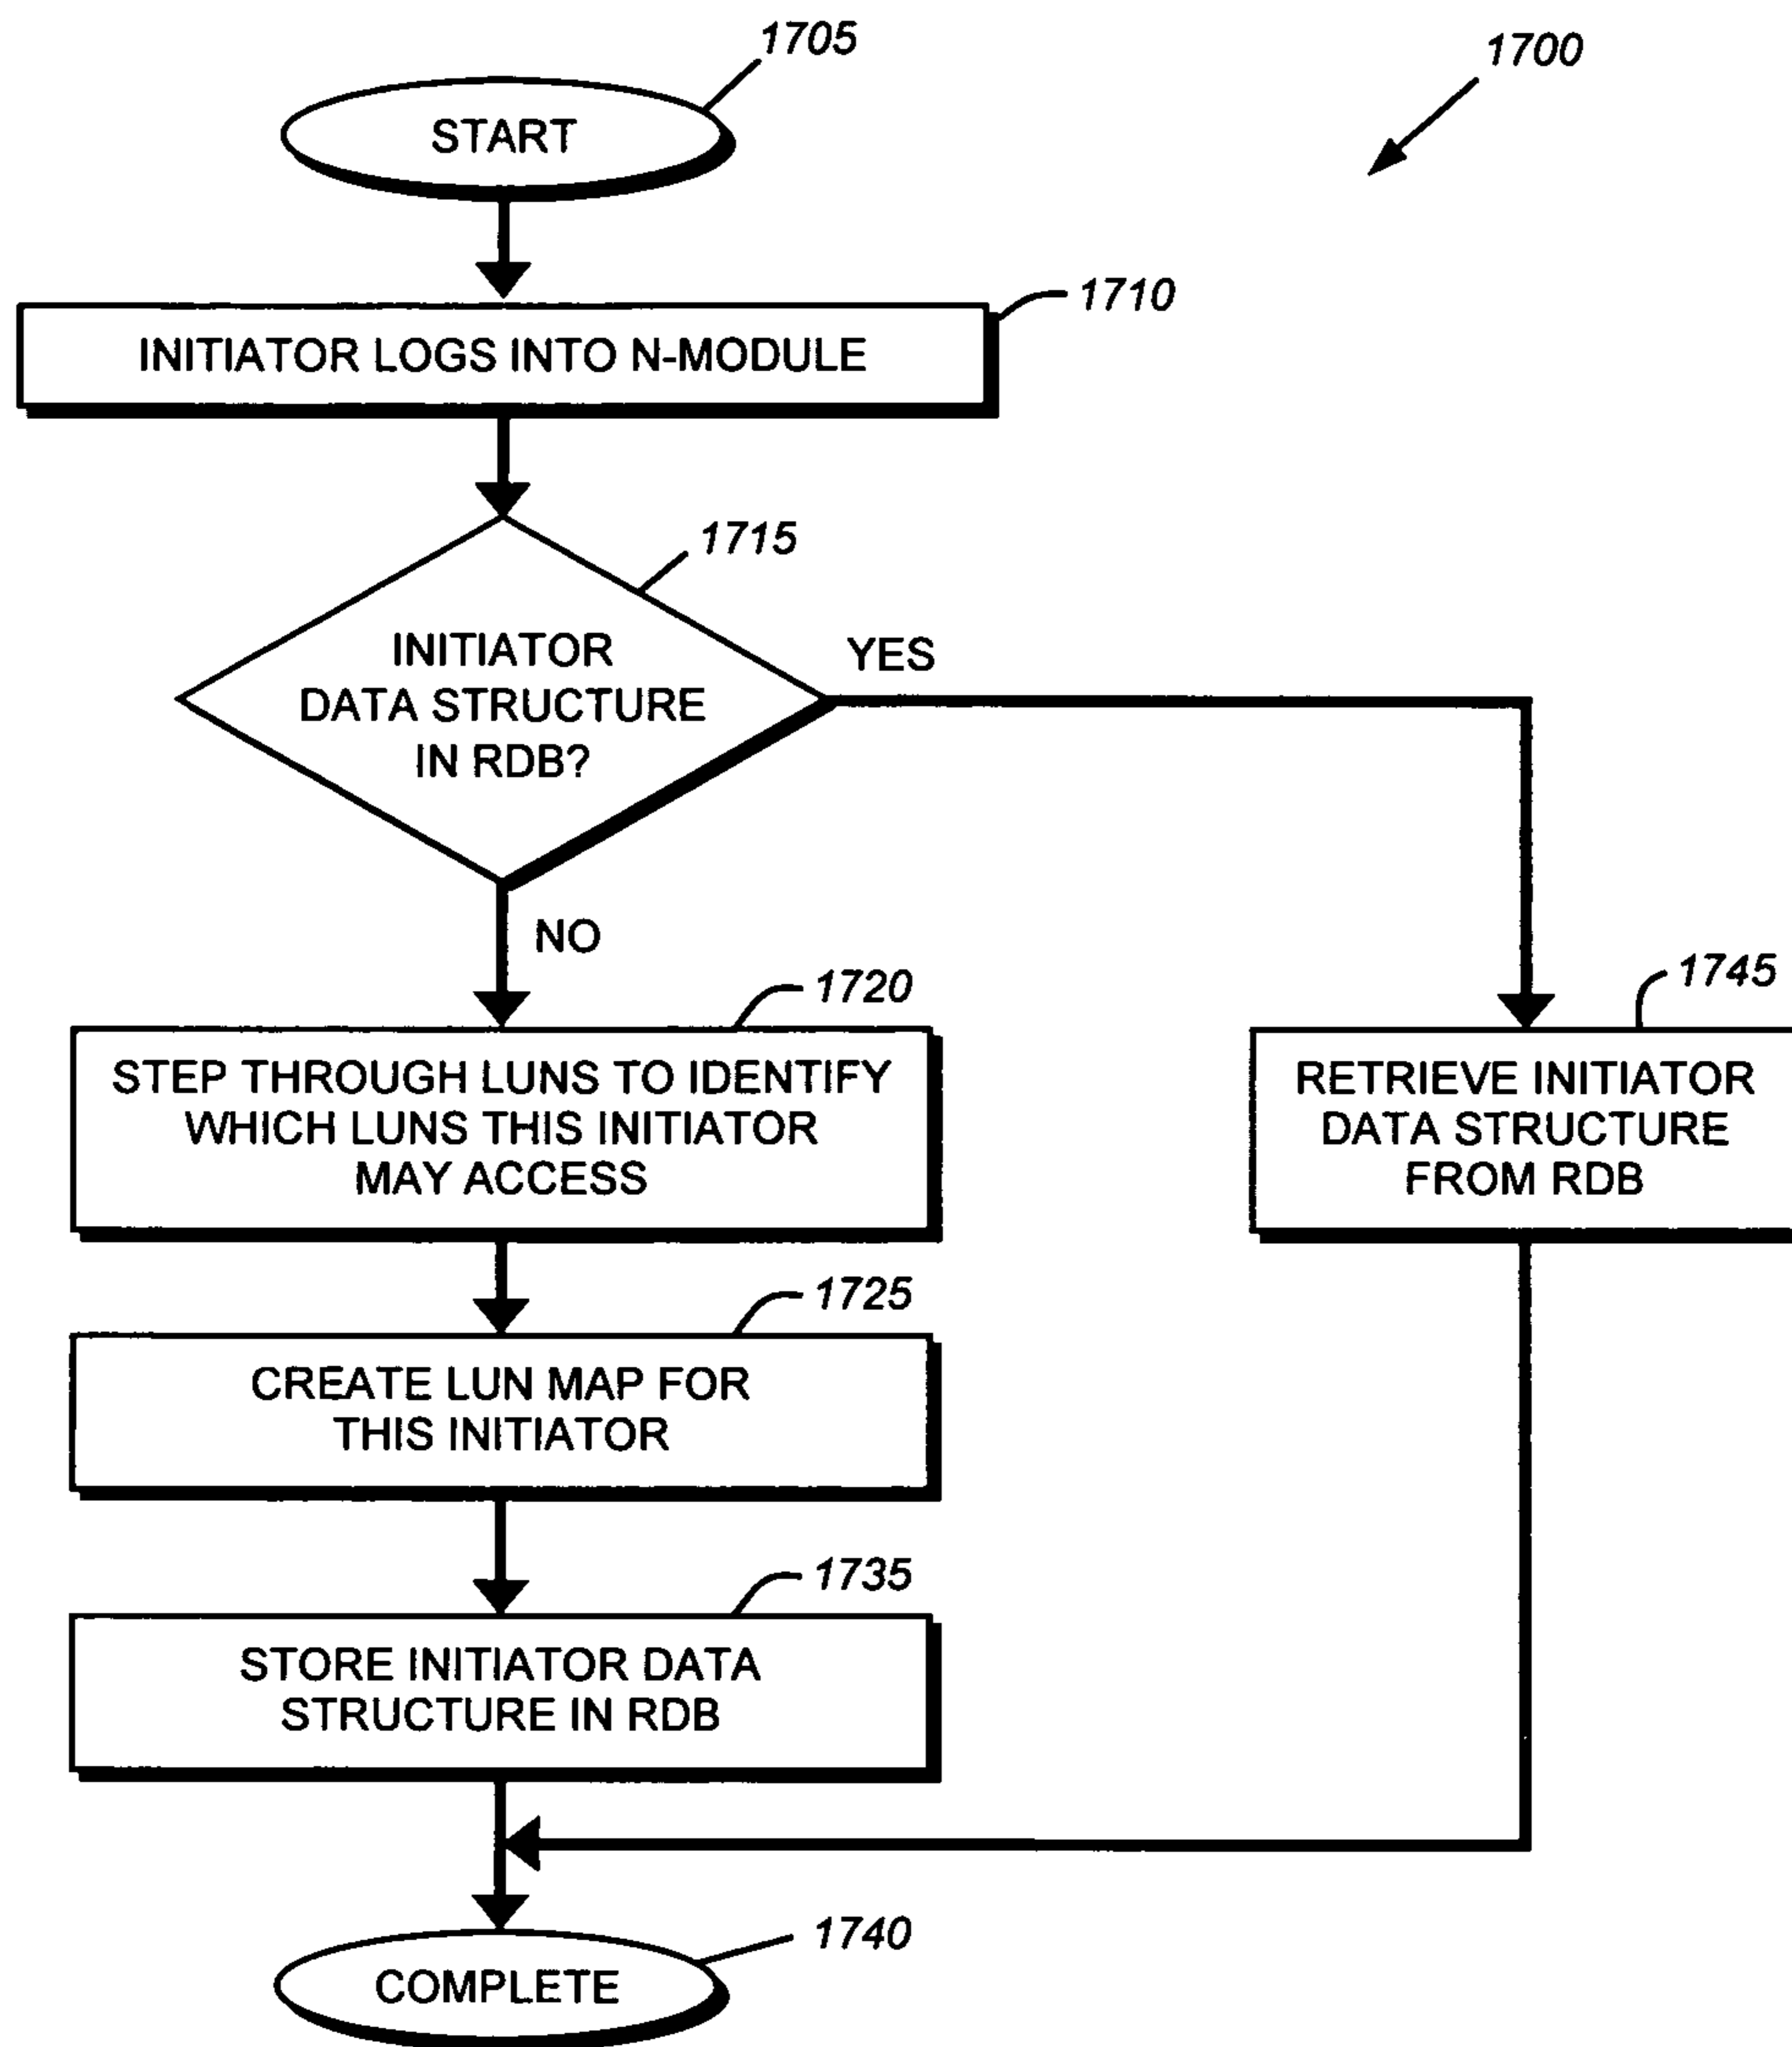 1705
1700
START
1710
INITIATOR LOGS INTO N-MODULE
1715
INITIATOR
DATA STRUCTURE
IN RDB?
YES
NO
1720
STEP THROUGH LUNS TO IDENTIFY
WHICH LUNS THIS INITIATOR
MAY ACCESS
1745
RETRIEVE INITIATOR
DATA STRUCTURE
FROM RDB
1725
CREATE LUN MAP FOR
THIS INITIATOR
1735
STORE INITIATOR DATA
STRUCTURE IN RDB
1740
COMPLETE